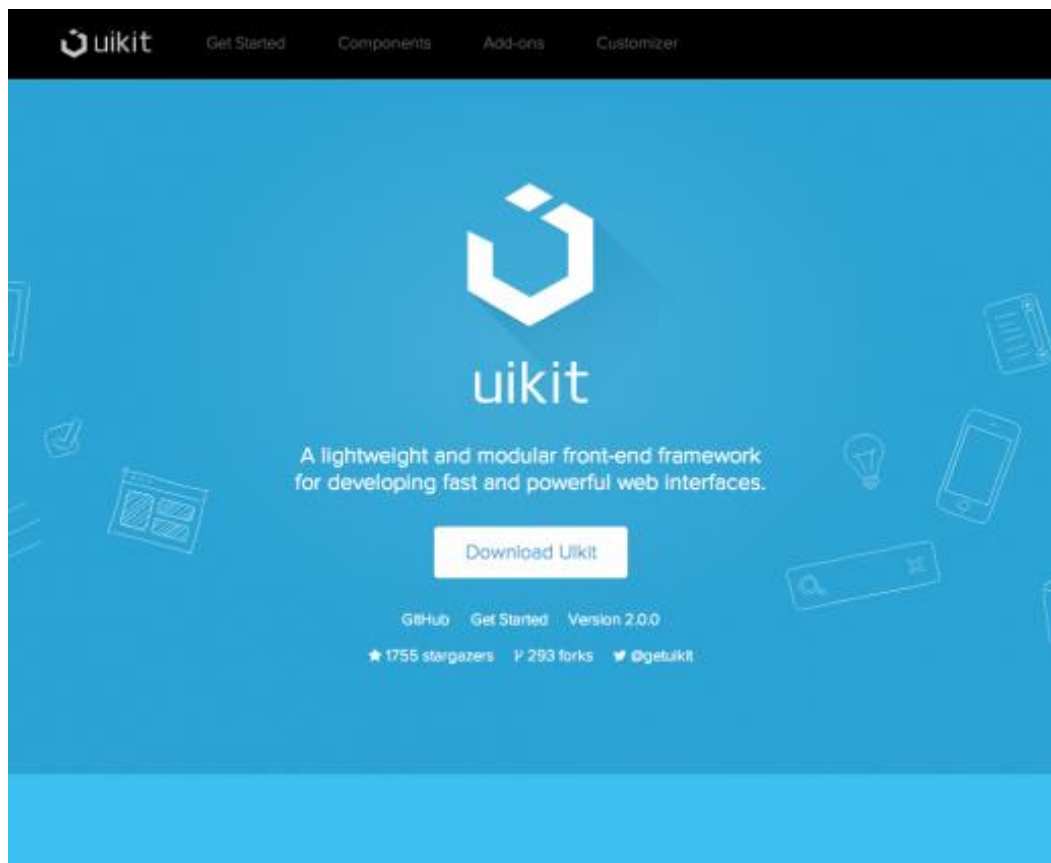 uikit Get Started Components Add-ons Customizer
uikit
A lightweight and modular front-end framework
for developing fast and powerful web interfaces.
Download UIkit
GitHub Get Started Version 2.0.0
1755 stargazers 293 forks @getuikit